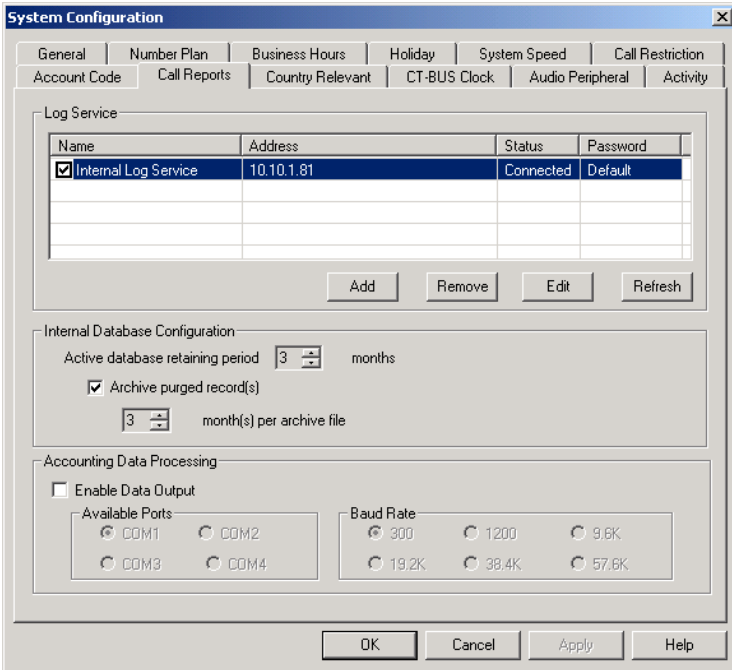 System Configuration
General Number Plan Business Hours Holiday System Speed Call Restriction
Account Code Call Reports Country Relevant CT-BUS Clock Audio Peripheral Activity
Log Service
Name Address Status Password
Internal Log Service 10.10.1.81 Connected Default
Add Remove Edit Refresh
Internal Database Configuration
Active database retaining period 3 months
Archive purged record(s)
3 month(s) per archive file
Accounting Data Processing
Enable Data Output
Available Ports Baud Rate
COM1 COM2 300 1200 9.6K
COM3 COM4 19.2K 38.4K 57.6K
OK Cancel Apply Help